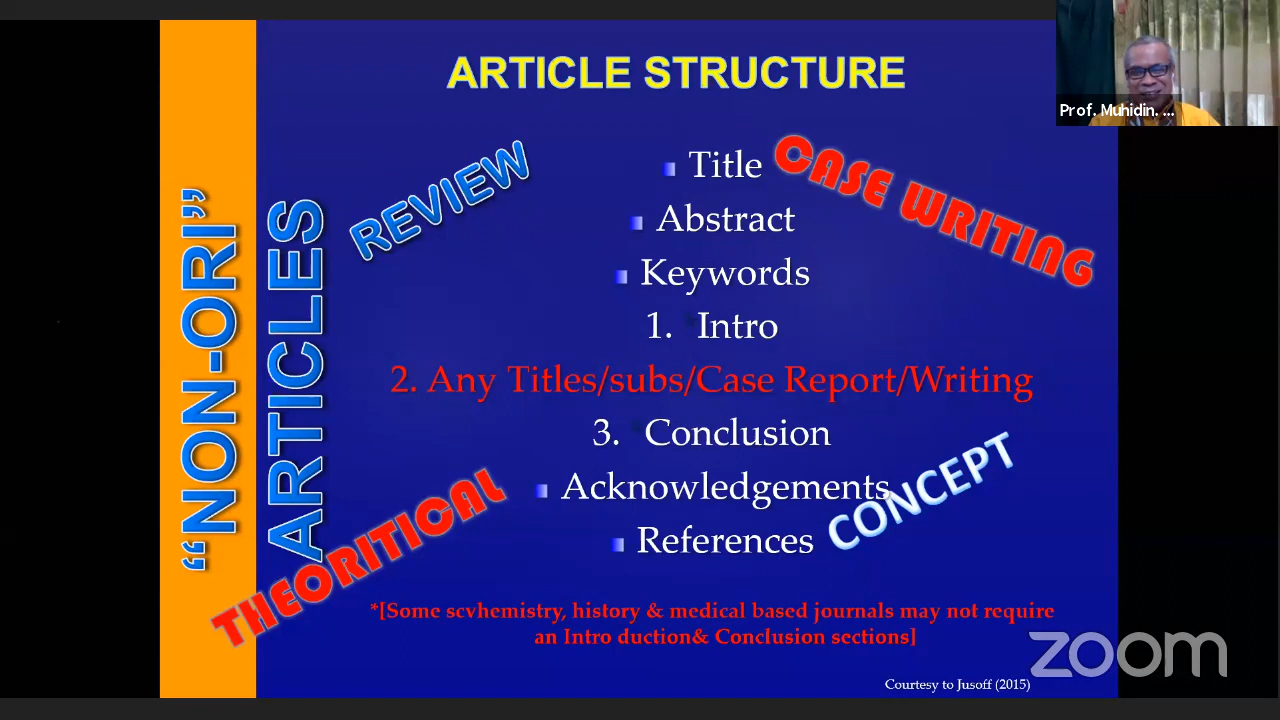 ARTICLE STRUCTURE
Prof. Muhidin. ...
“NON-ORI”
ARTICLES
REVIEW
CASE WRITING
Title
Abstract
Keywords
1. Intro
2. Any Titles/subs/Case Report/Writing
3. Conclusion
Acknowledgements
References
THEORITICAL
CONCEPT
*[Some scvhemistry, history & medical based journals may not require
an Intro duction& Conclusion sections]
zoom
Courtesy to Jusoff (2015)